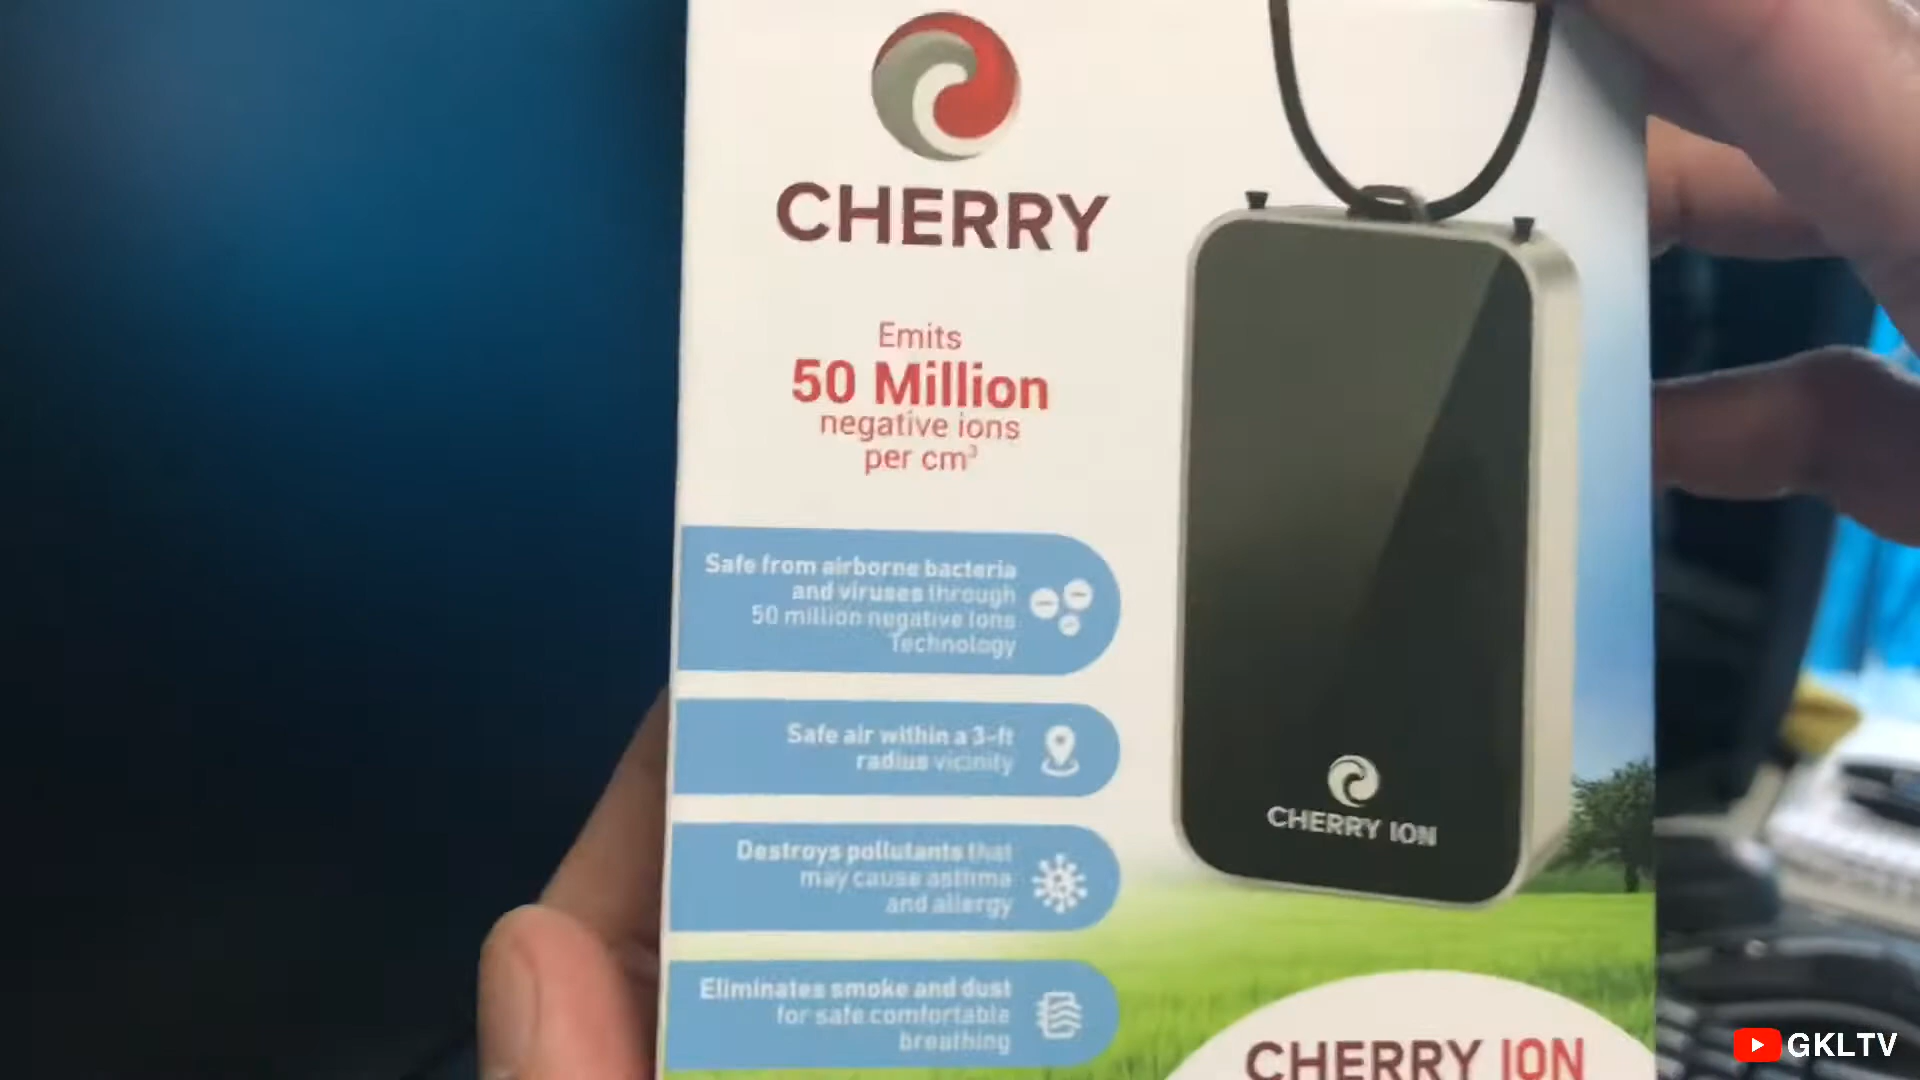 CHERRY
Emits
50 Million
negative ions
per cm³
Safe from airborne bacteria
and viruses through
50 million negative Ions
Technology
Safe air within a 3-ft
radius vicinity
Destroys pollutants that
may cause asthma
and allergy
Eliminates smoke and dust
for safe comfortable
breathing
CHERRY ION
CHERRY ION
GKLTV